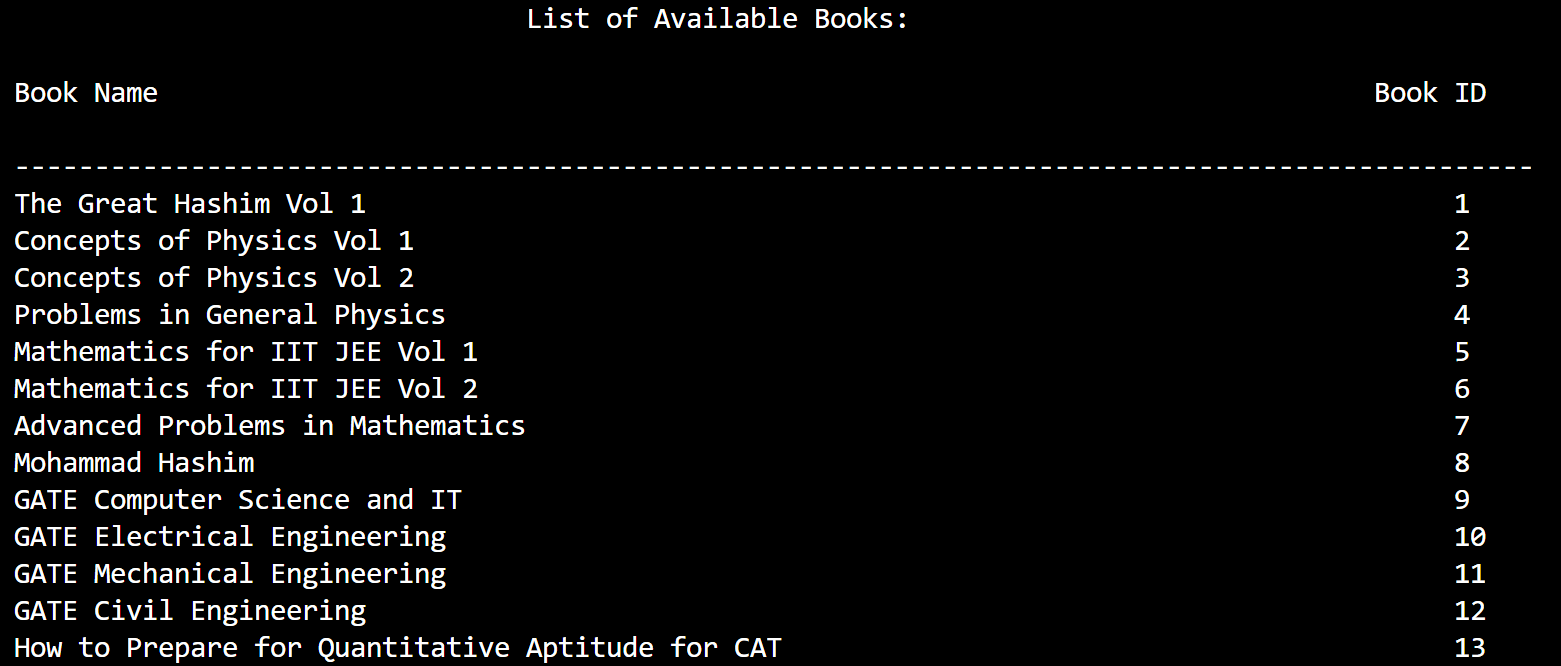 List of Available Books:
Book Name Book ID
-----------------------------------------------------------------------------------------------
The Great Hashim Vol 1 1
Concepts of Physics Vol 1 2
Concepts of Physics Vol 2 3
Problems in General Physics 4
Mathematics for IIT JEE Vol 1 5
Mathematics for IIT JEE Vol 2 6
Advanced Problems in Mathematics 7
Mohammad Hashim 8
GATE Computer Science and IT 9
GATE Electrical Engineering 10
GATE Mechanical Engineering 11
GATE Civil Engineering 12
How to Prepare for Quantitative Aptitude for CAT 13